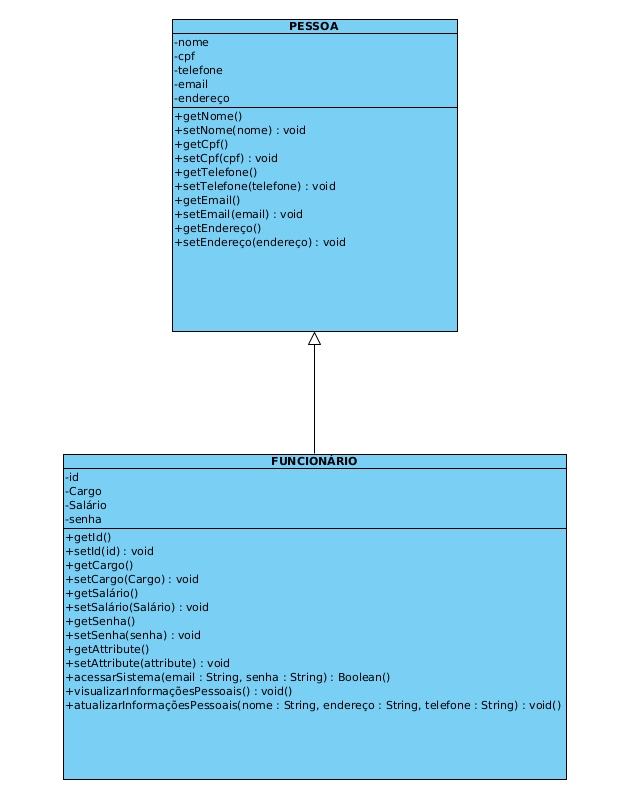 PESSOA
-nome
-cpf
-telefone
-email
-endereço
+getNome()
+setNome(nome) : void
+getCpf()
+setCpf(cpf) : void
+getTelefone()
+setTelefone(telefone) : void
+getEmail()
+setEmail(email) : void
+getEndereço()
+setEndereço(endereço) : void
FUNCIONÁRIO
-id
-Cargo
-Salário
-senha
+getId()
+setId(id) : void
+getCargo()
+setCargo(Cargo) : void
+getSalário()
+setSalário(Salário) : void
+getSenha()
+setSenha(senha) : void
+getAttribute()
+setAttribute(attribute) : void
+acessarSistema(email : String, senha : String) : Boolean()
+visualizarInformaçõesPessoais() : void()
+atualizarInformaçõesPessoais(nome : String, endereço : String, telefone : String) : void()